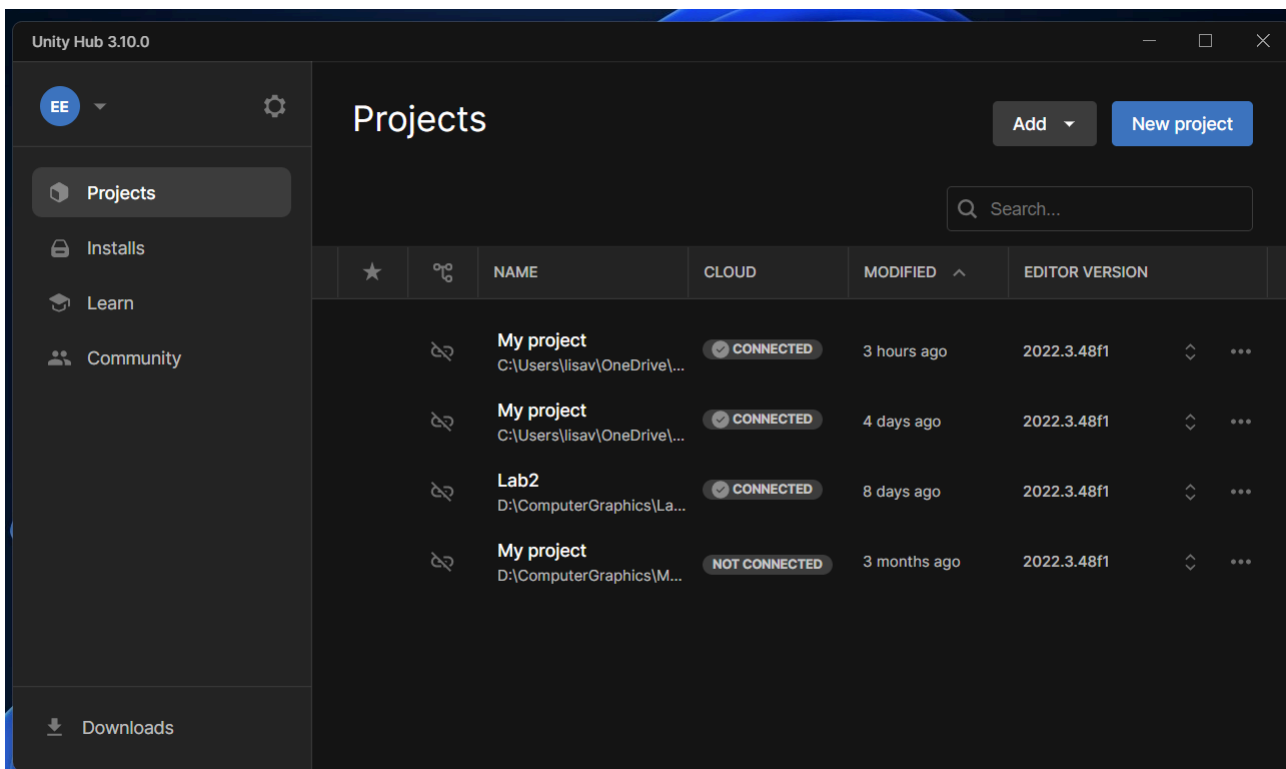 Unity Hub 3.10.0
EE
Projects
Add
New project
Projects
Installs
Learn
Community
Search...
NAME CLOUD MODIFIED EDITOR VERSION
My project CONNECTED 3 hours ago 2022.3.48f1
C:\Users\lisav\OneDrive\...
My project CONNECTED 4 days ago 2022.3.48f1
C:\Users\lisav\OneDrive\...
Lab2 CONNECTED 8 days ago 2022.3.48f1
D:\ComputerGraphics\La...
My project NOT CONNECTED 3 months ago 2022.3.48f1
D:\ComputerGraphics\M...
Downloads